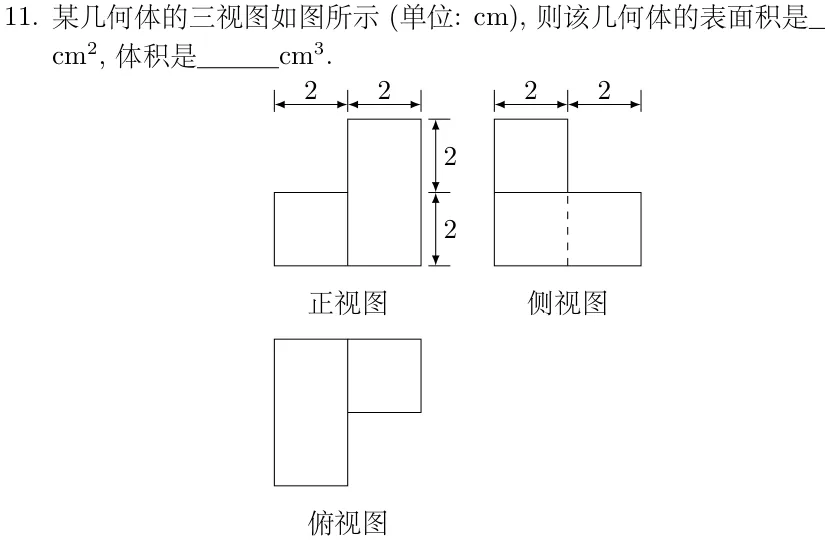 11. 某几何体的三视图如图所示 (单位: cm), 则该几何体的表面积是_
cm², 体积是______cm³.
2 2 2 2
2
2
正视图 侧视图
俯视图